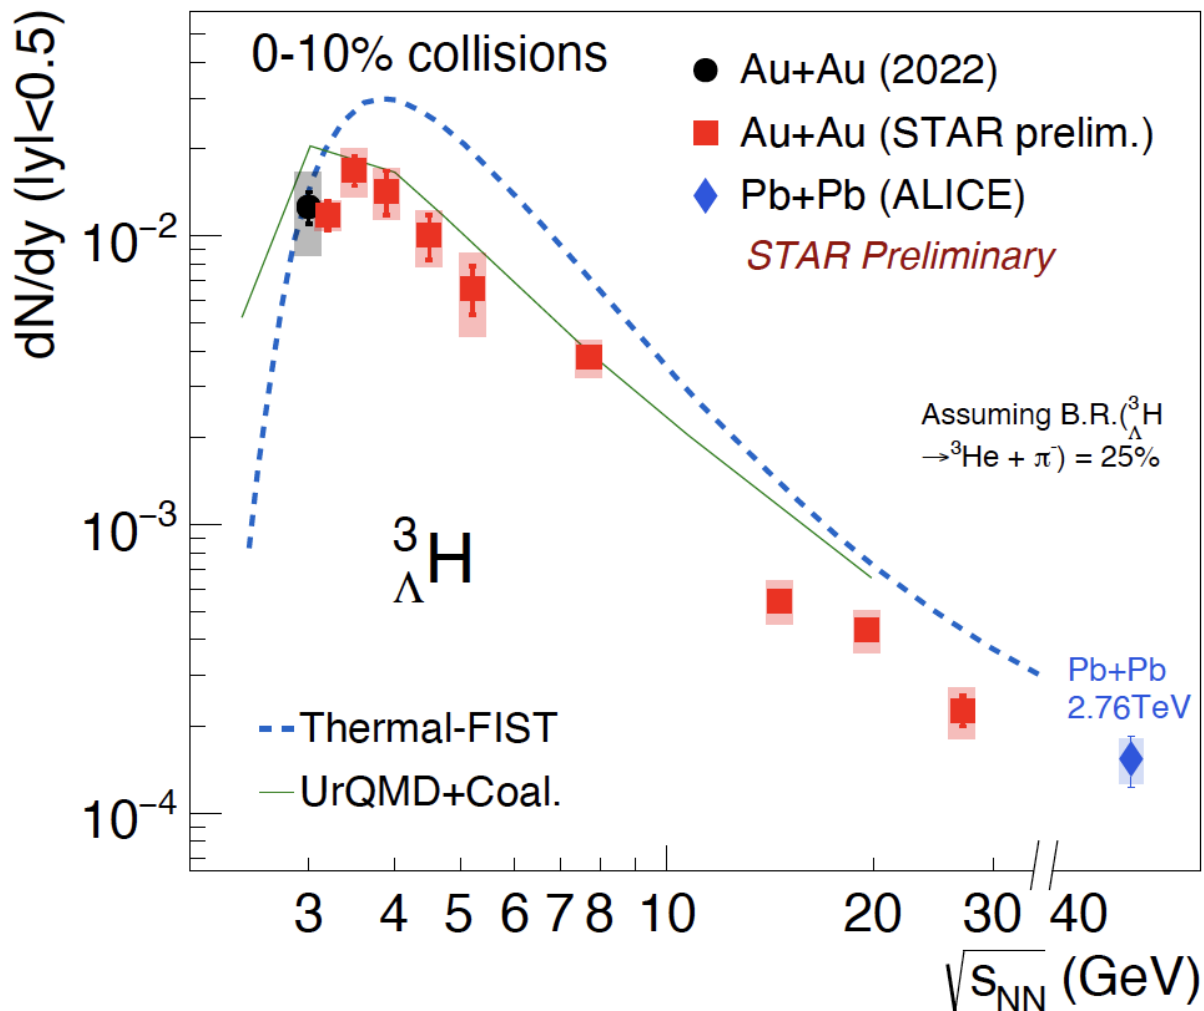 dN/dy (|y|<0.5)
0-10% collisions
Au+Au (2022)
Au+Au (STAR prelim.)
Pb+Pb (ALICE)
STAR Preliminary
10⁻²
10⁻³
10⁻⁴
Assuming B.R.(³ΛH
→³He + π⁻) = 25%
³ΛH
Pb+Pb
2.76TeV
Thermal-FIST
UrQMD+Coal.
3 4 5 6 7 8 10 20 30 40
√sNN (GeV)